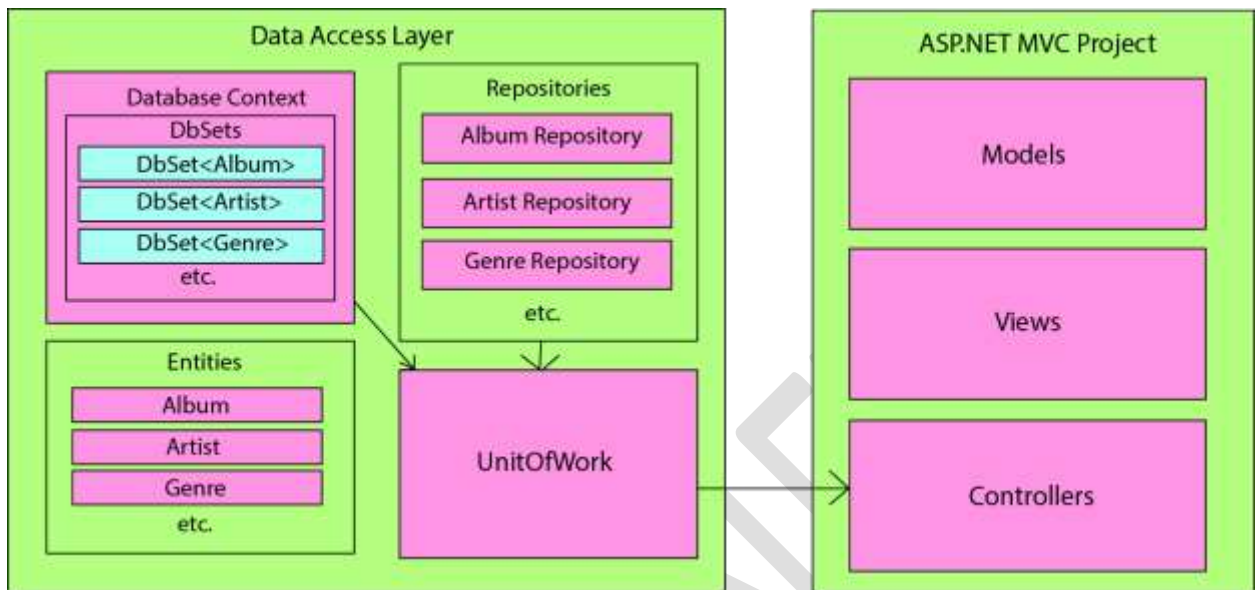 Data Access Layer
Database Context
DbSets
DbSet<Album>
DbSet<Artist>
DbSet<Genre>
etc.
Repositories
Album Repository
Artist Repository
Genre Repository
etc.
Entities
Album
Artist
Genre
etc.
UnitOfWork
ASP.NET MVC Project
Models
Views
Controllers